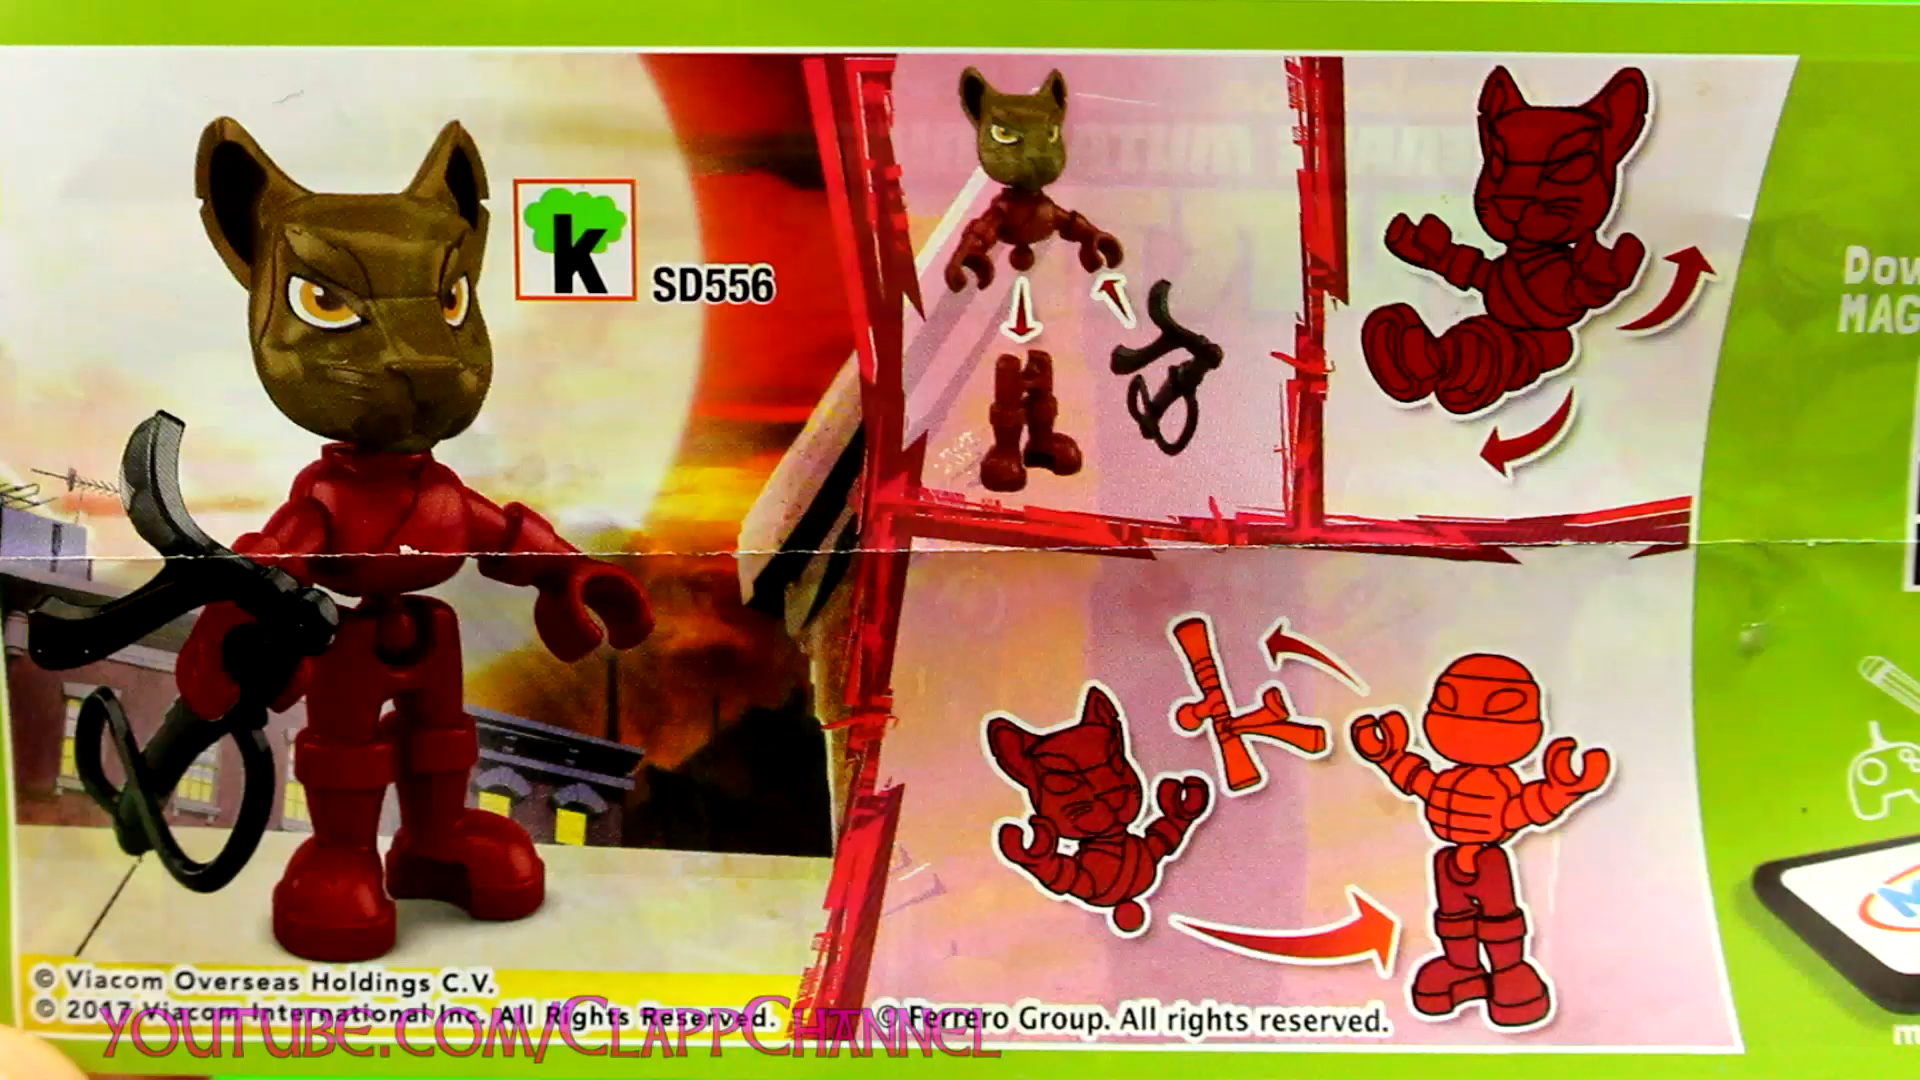 k
SD556
Dow
MAG
© Viacom Overseas Holdings C.V.
© 2017 Viacom International Inc. All Rights Reserved.
© Ferrero Group. All rights reserved.
YouTube.com/ClappChannel